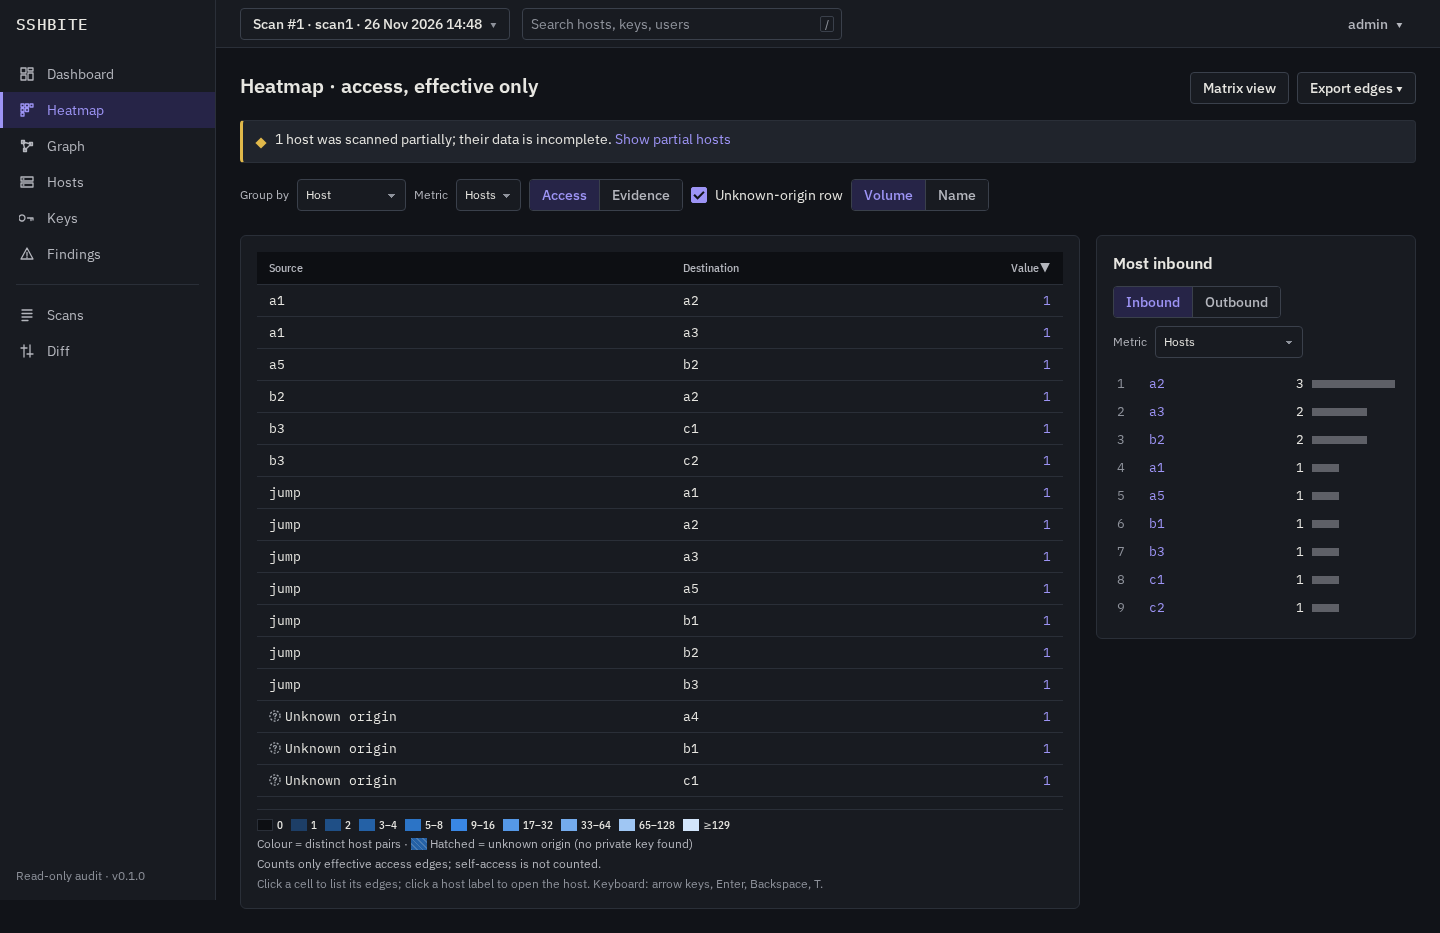 SSHBITE
Scan #1 · scan1 · 26 Nov 2026 14:48 ▾
Search hosts, keys, users /
admin ▾
Dashboard
Heatmap
Graph
Hosts
Keys
Findings
Scans
Diff
Read-only audit · v0.1.0
Heatmap · access, effective only
Matrix view
Export edges ▾
1 host was scanned partially; their data is incomplete. Show partial hosts
Group by Host Metric Hosts Access Evidence Unknown-origin row Volume Name
Source Destination Value▼
a1 a2 1
a1 a3 1
a5 b2 1
b2 a2 1
b3 c1 1
b3 c2 1
jump a1 1
jump a2 1
jump a3 1
jump a5 1
jump b1 1
jump b2 1
jump b3 1
? Unknown origin a4 1
? Unknown origin b1 1
? Unknown origin c1 1
0 1 2 3–4 5–8 9–16 17–32 33–64 65–128 ≥129
Colour = distinct host pairs · Hatched = unknown origin (no private key found)
Counts only effective access edges; self-access is not counted.
Click a cell to list its edges; click a host label to open the host. Keyboard: arrow keys, Enter, Backspace, T.
Most inbound
Inbound Outbound
Metric Hosts
1 a2 3
2 a3 2
3 b2 2
4 a1 1
5 a5 1
6 b1 1
7 b3 1
8 c1 1
9 c2 1